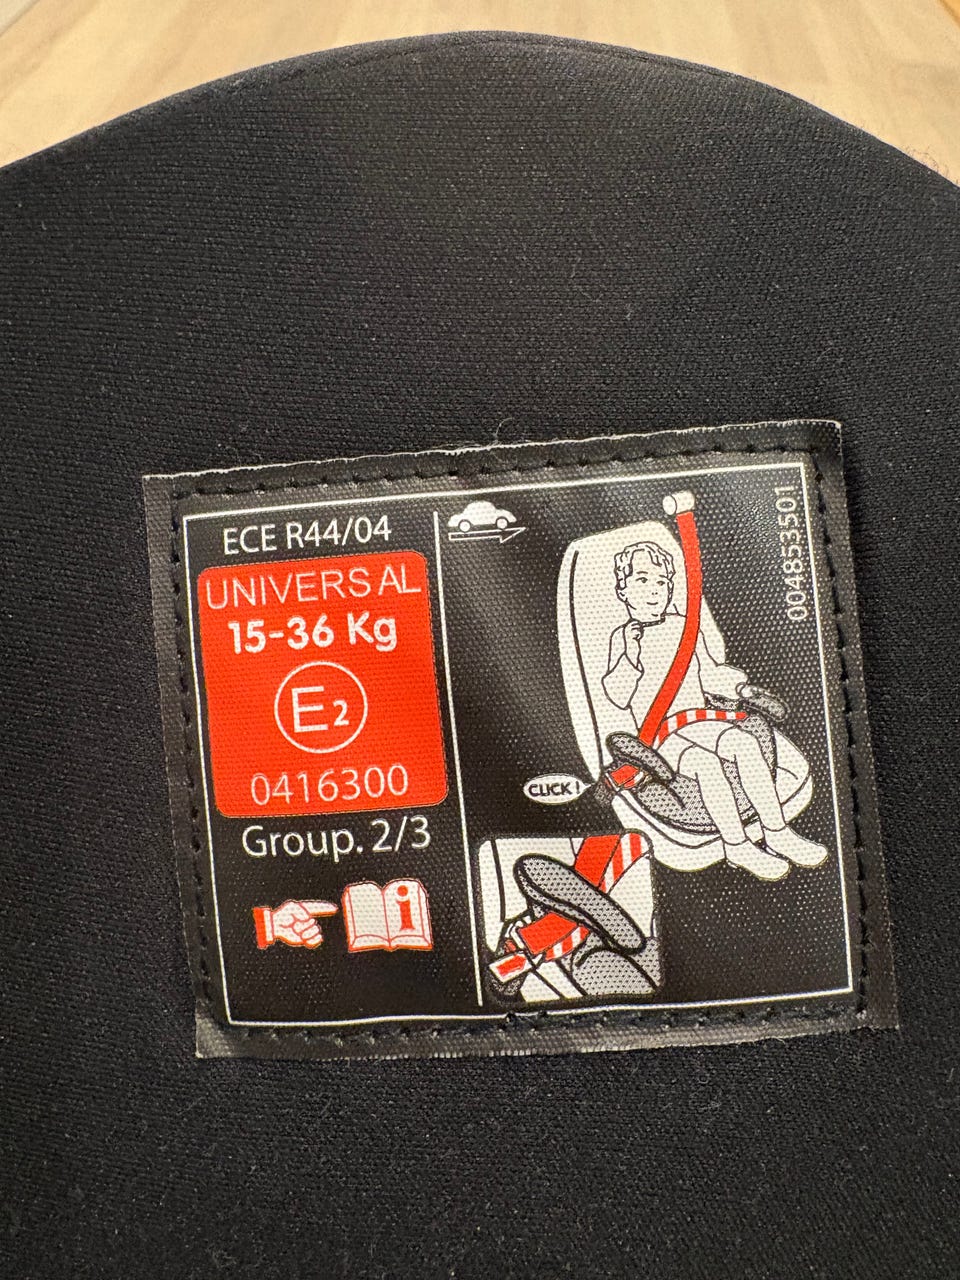 ECE R44/04
UNIVERSAL
15-36 Kg
E2
0416300
Group. 2/3
i
CLICK !
004853501